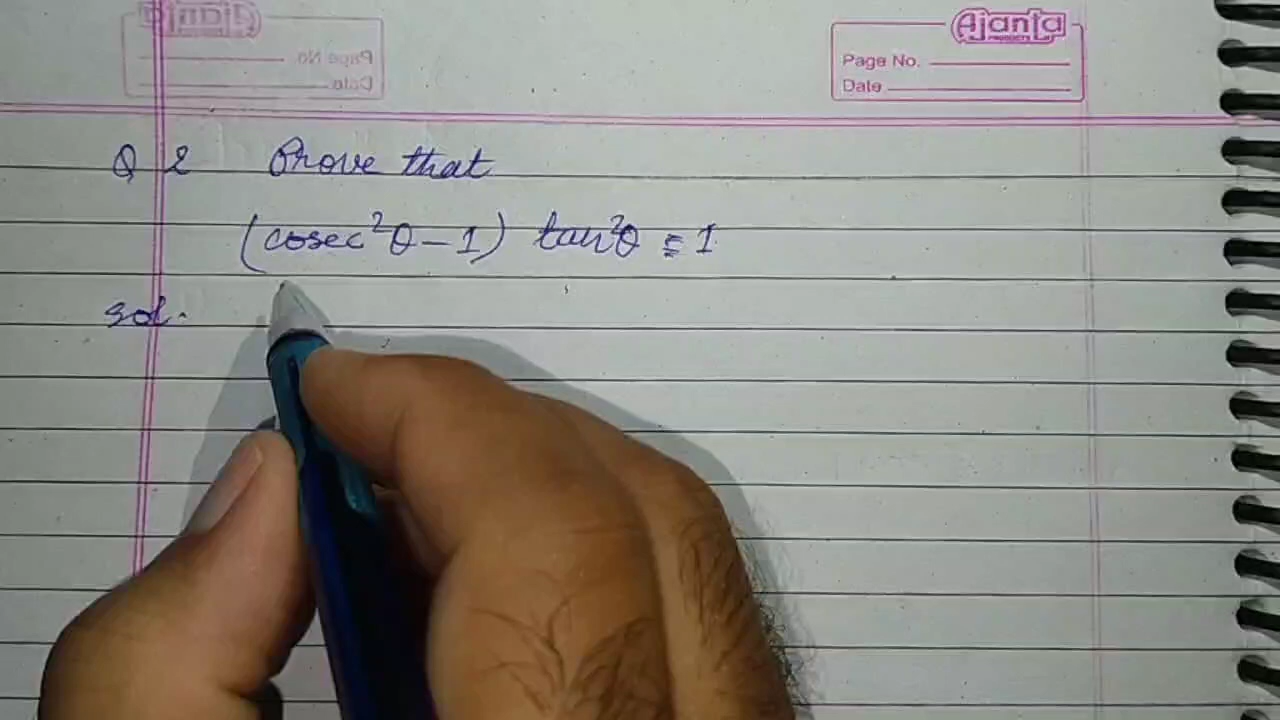 Ajanta
Page No.
Date
Q 2 Prove that
(cosec²θ – 1) tan²θ = 1
Sol.